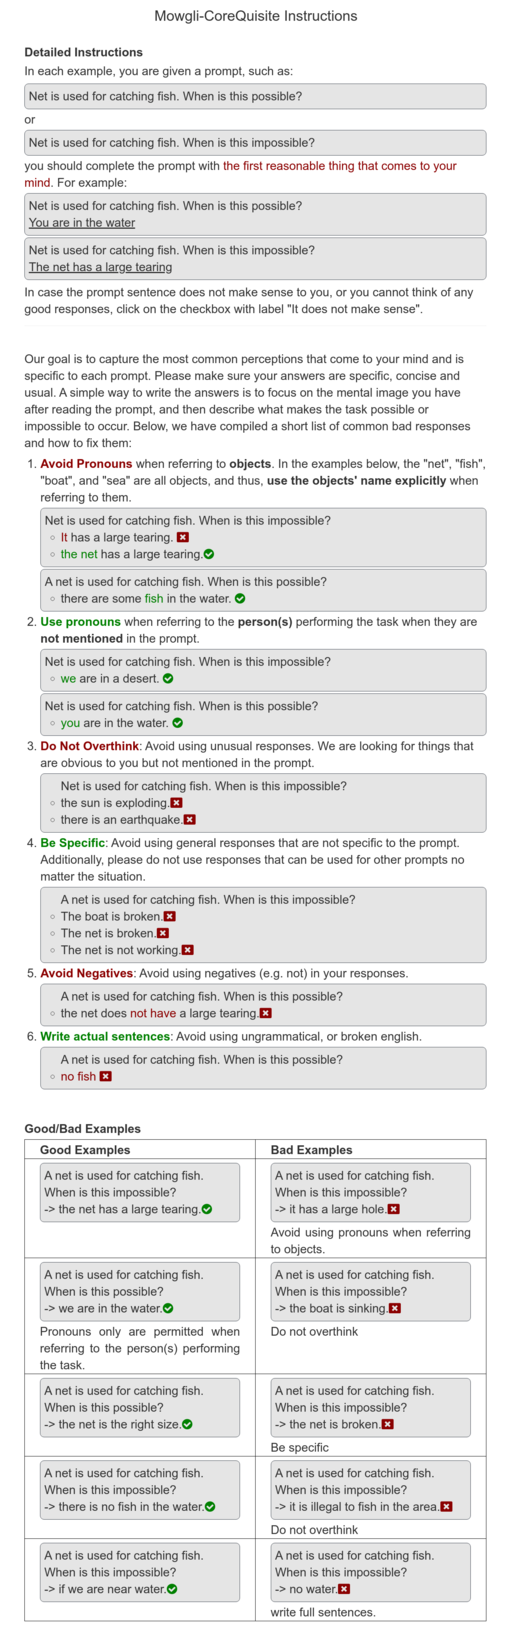 Mowgli-CoreQuisite Instructions
Detailed Instructions
In each example, you are given a prompt, such as:
Net is used for catching fish. When is this possible?
or
Net is used for catching fish. When is this impossible?
you should complete the prompt with the first reasonable thing that comes to your
mind. For example:
Net is used for catching fish. When is this possible?
You are in the water
Net is used for catching fish. When is this impossible?
The net has a large tearing
In case the prompt sentence does not make sense to you, or you cannot think of any
good responses, click on the checkbox with label "It does not make sense".
Our goal is to capture the most common perceptions that come to your mind and is
specific to each prompt. Please make sure your answers are specific, concise and
usual. A simple way to write the answers is to focus on the mental image you have
after reading the prompt, and then describe what makes the task possible or
impossible to occur. Below, we have compiled a short list of common bad responses
and how to fix them:
1. Avoid Pronouns when referring to objects. In the examples below, the "net", "fish",
"boat", and "sea" are all objects, and thus, use the objects' name explicitly when
referring to them.
Net is used for catching fish. When is this impossible?
It has a large tearing.
the net has a large tearing.
A net is used for catching fish. When is this possible?
there are some fish in the water.
2. Use pronouns when referring to the person(s) performing the task when they are
not mentioned in the prompt.
Net is used for catching fish. When is this impossible?
we are in a desert.
Net is used for catching fish. When is this possible?
you are in the water.
3. Do Not Overthink: Avoid using unusual responses. We are looking for things that
are obvious to you but not mentioned in the prompt.
Net is used for catching fish. When is this impossible?
the sun is exploding.
there is an earthquake.
4. Be Specific: Avoid using general responses that are not specific to the prompt.
Additionally, please do not use responses that can be used for other prompts no
matter the situation.
A net is used for catching fish. When is this impossible?
The boat is broken.
The net is broken.
The net is not working.
5. Avoid Negatives: Avoid using negatives (e.g. not) in your responses.
A net is used for catching fish. When is this possible?
the net does not have a large tearing.
6. Write actual sentences: Avoid using ungrammatical, or broken english.
A net is used for catching fish. When is this possible?
no fish
Good/Bad Examples
Good Examples
Bad Examples
A net is used for catching fish.
When is this impossible?
-> the net has a large tearing.
A net is used for catching fish.
When is this impossible?
-> it has a large hole.
Avoid using pronouns when referring
to objects.
A net is used for catching fish.
When is this possible?
-> we are in the water.
Pronouns only are permitted when
referring to the person(s) performing
the task.
A net is used for catching fish.
When is this impossible?
-> the boat is sinking.
Do not overthink
A net is used for catching fish.
When is this possible?
-> the net is the right size.
A net is used for catching fish.
When is this impossible?
-> the net is broken.
Be specific
A net is used for catching fish.
When is this impossible?
-> there is no fish in the water.
A net is used for catching fish.
When is this impossible?
-> it is illegal to fish in the area.
Do not overthink
A net is used for catching fish.
When is this impossible?
-> if we are near water.
A net is used for catching fish.
When is this impossible?
-> no water.
write full sentences.